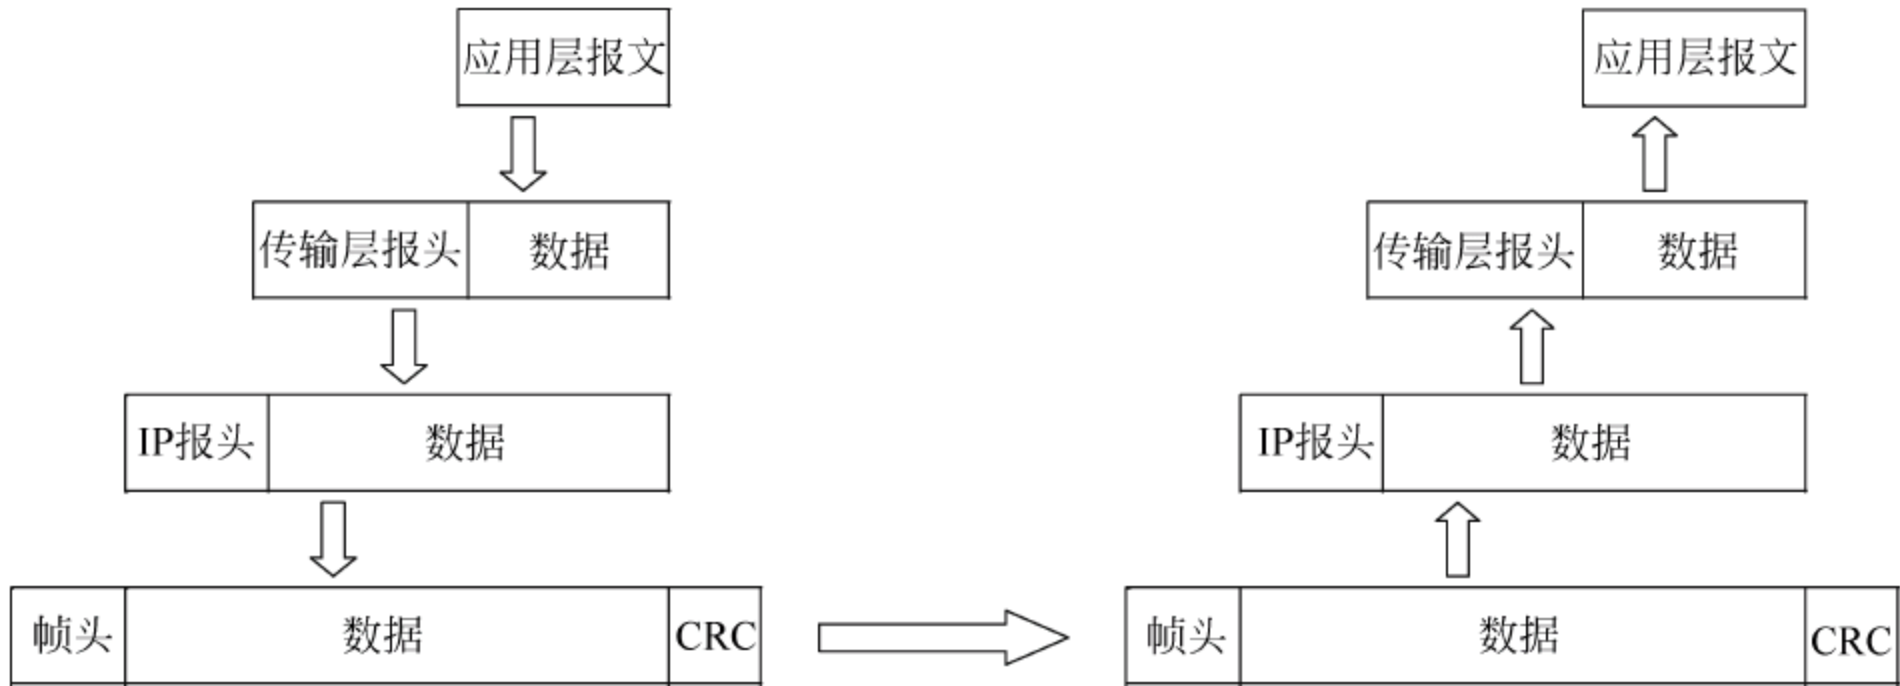 应用层报文 应用层报文
传输层报头 数据 传输层报头 数据
IP报头 数据 IP报头 数据
帧头 数据 CRC 帧头 数据 CRC